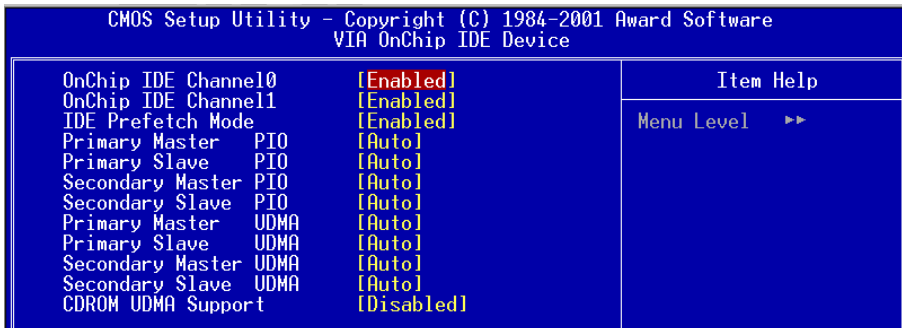 CMOS Setup Utility – Copyright (C) 1984–2001 Award Software
VIA OnChip IDE Device
OnChip IDE Channel0 [Enabled]
OnChip IDE Channel1 [Enabled]
IDE Prefetch Mode [Enabled]
Primary Master PIO [Auto]
Primary Slave PIO [Auto]
Secondary Master PIO [Auto]
Secondary Slave PIO [Auto]
Primary Master UDMA [Auto]
Primary Slave UDMA [Auto]
Secondary Master UDMA [Auto]
Secondary Slave UDMA [Auto]
CDROM UDMA Support [Disabled]
Item Help
Menu Level ▶▶